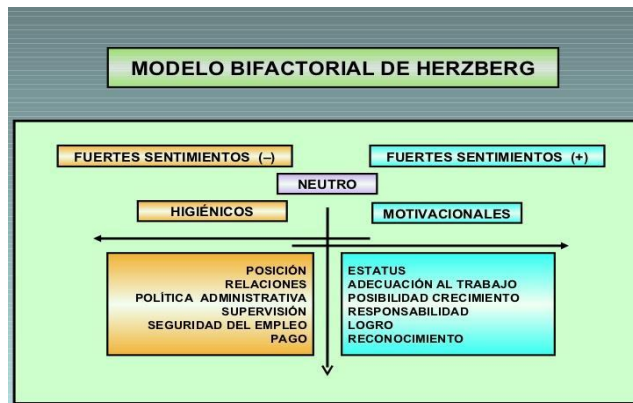 MODELO BIFACTORIAL DE HERZBERG
FUERTES SENTIMIENTOS (–)
FUERTES SENTIMIENTOS (+)
NEUTRO
HIGIÉNICOS
MOTIVACIONALES
POSICIÓN
RELACIONES
POLÍTICA ADMINISTRATIVA
SUPERVISIÓN
SEGURIDAD DEL EMPLEO
PAGO
ESTATUS
ADECUACIÓN AL TRABAJO
POSIBILIDAD CRECIMIENTO
RESPONSABILIDAD
LOGRO
RECONOCIMIENTO